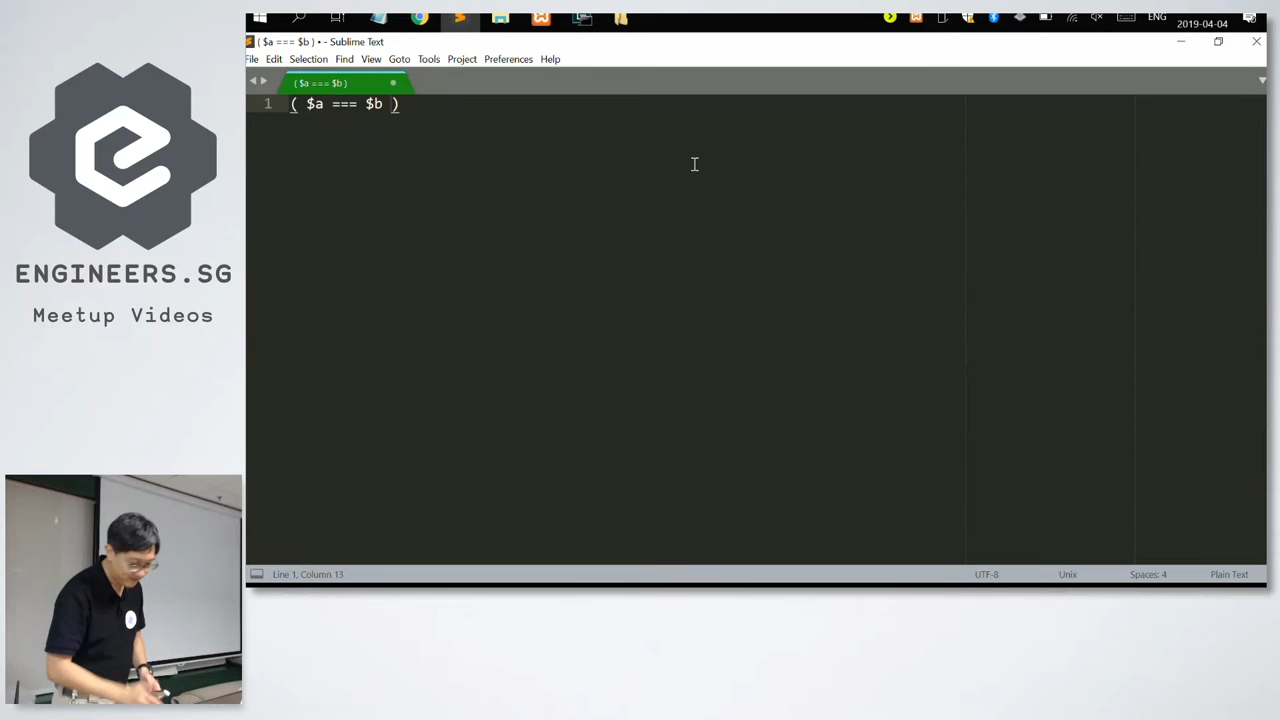 ENG
2019-04-04
( $a === $b ) • - Sublime Text
File Edit Selection Find View Goto Tools Project Preferences Help
( $a === $b )
1 ( $a === $b )
ENGINEERS.SG
Meetup Videos
Line 1, Column 13 UTF-8 Unix Spaces: 4 Plain Text